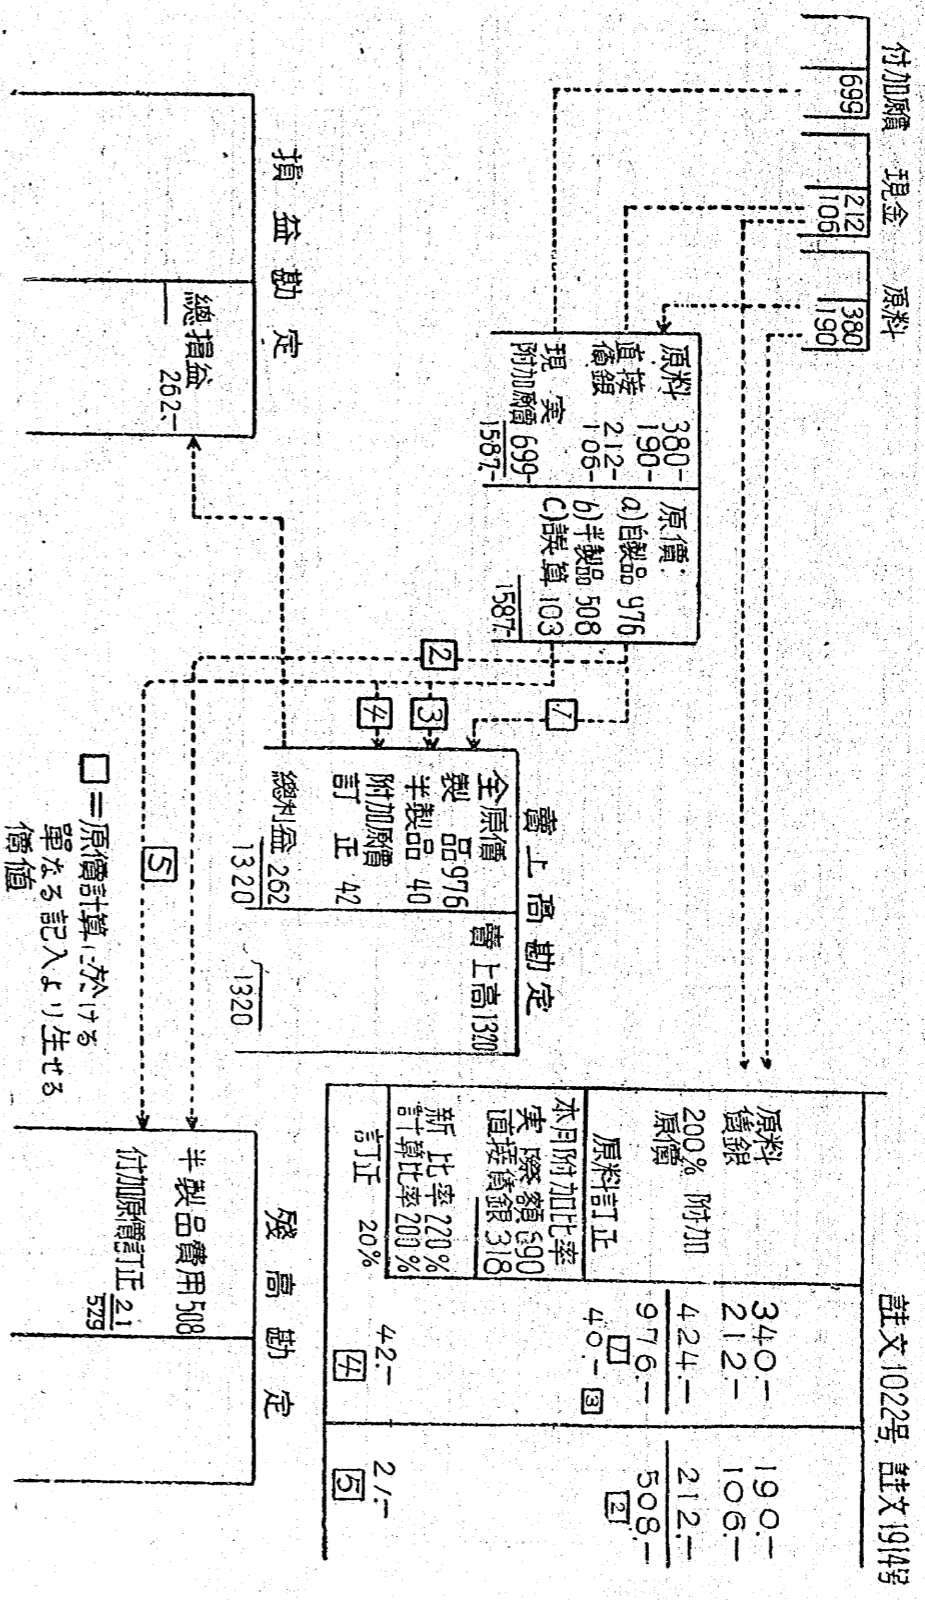 付加原價
699
現金
212
106
原料
380
190
原料 380-
190-
直接 212-
賃銀 106-
現実
附加原價 699-
1587-
原價:
a)自製品 976
b)半製品 508
C)誤算 103
1587-
損益勘定
總損益
262-
1
2
3
4
5
賣上高勘定
全原價
製品 976
半製品 40
附加原價
訂正 42
總利益 262
1320
賣上高 1320
1320
□=原價計算に於ける
單なる記入より生せる
價値
殘高勘定
半製品費用 508
付加原價訂正 21
529
註文1022号 註文1914号
原料 340.- 190.-
賃銀 212.- 106.-
200% 附加
原價 424.- 212.-
976.- 508.-
1 2
原料訂正 40.- 3
本月附加比率
実際額 690
直接賃銀 318
新比率 220%
計算比率 200%
訂正 20% 42.- 21.-
4 5